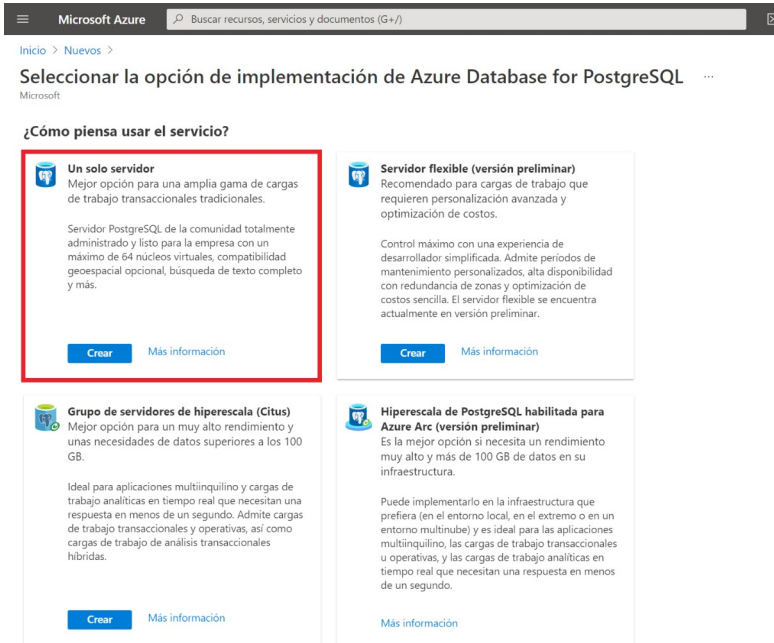 Microsoft Azure
Buscar recursos, servicios y documentos (G+/)
Inicio > Nuevos >
Seleccionar la opción de implementación de Azure Database for PostgreSQL ...
Microsoft
¿Cómo piensa usar el servicio?
Un solo servidor
Mejor opción para una amplia gama de cargas
de trabajo transaccionales tradicionales.
Servidor PostgreSQL de la comunidad totalmente
administrado y listo para la empresa con un
máximo de 64 núcleos virtuales, compatibilidad
geoespacial opcional, búsqueda de texto completo
y más.
Crear
Más información
Servidor flexible (versión preliminar)
Recomendado para cargas de trabajo que
requieren personalización avanzada y
optimización de costos.
Control máximo con una experiencia de
desarrollador simplificada. Admite períodos de
mantenimiento personalizados, alta disponibilidad
con redundancia de zonas y optimización de
costos sencilla. El servidor flexible se encuentra
actualmente en versión preliminar.
Crear
Más información
Grupo de servidores de hiperescala (Citus)
Mejor opción para un muy alto rendimiento y
unas necesidades de datos superiores a los 100
GB.
Ideal para aplicaciones multiinquilino y cargas de
trabajo analíticas en tiempo real que necesitan una
respuesta en menos de un segundo. Admite cargas
de trabajo transaccionales y operativas, así como
cargas de trabajo de análisis transaccionales
híbridas.
Crear
Más información
Hiperescala de PostgreSQL habilitada para
Azure Arc (versión preliminar)
Es la mejor opción si necesita un rendimiento
muy alto y más de 100 GB de datos en su
infraestructura.
Puede implementarlo en la infraestructura que
prefiera (en el entorno local, en el extremo o en un
entorno multinube) y es ideal para las aplicaciones
multiinquilino, las cargas de trabajo transaccionales
u operativas, y las cargas de trabajo analíticas en
tiempo real que necesitan una respuesta en menos
de un segundo.
Más información